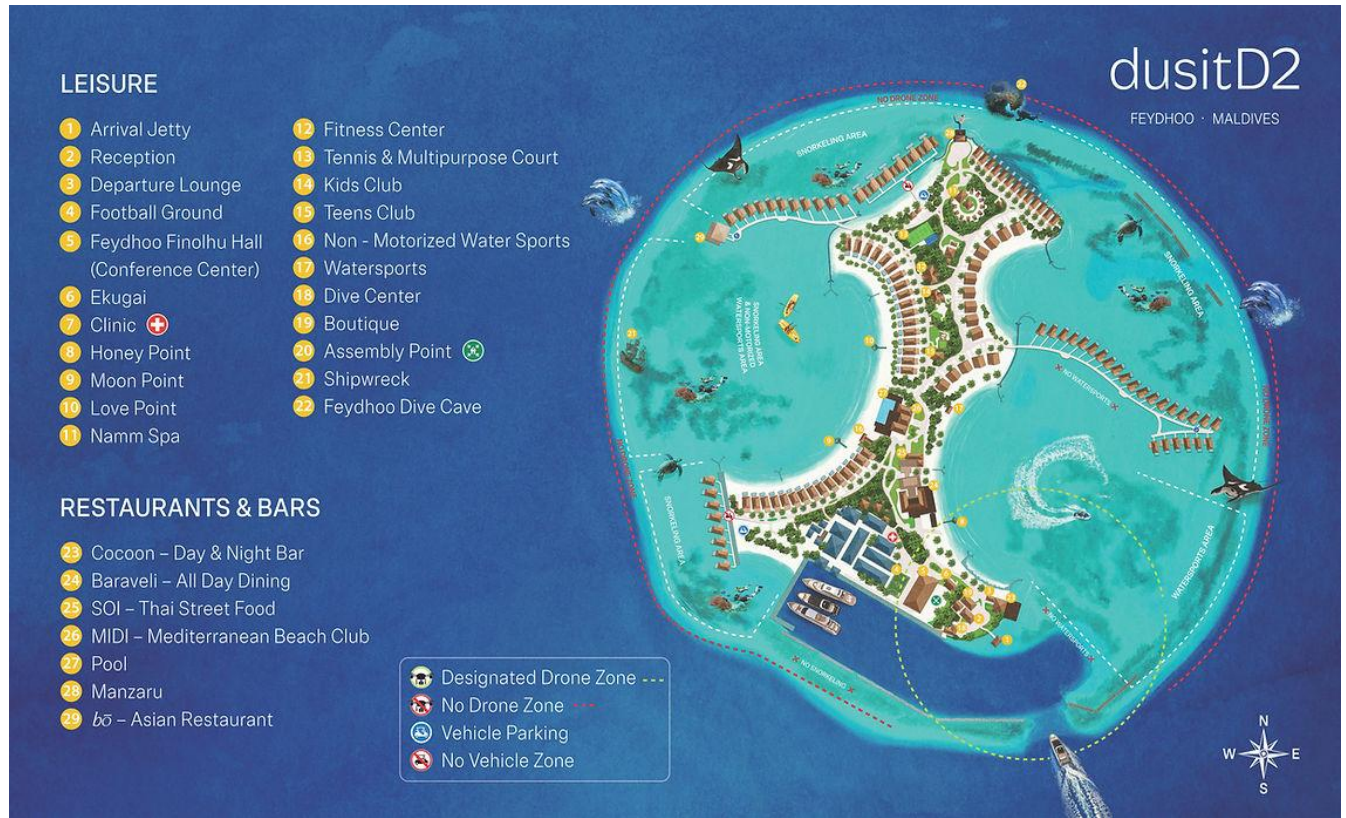 dusitD2
FEYDHOO · MALDIVES
LEISURE
1 Arrival Jetty
2 Reception
3 Departure Lounge
4 Football Ground
5 Feydhoo Finolhu Hall
(Conference Center)
6 Ekugai
7 Clinic
8 Honey Point
9 Moon Point
10 Love Point
11 Namm Spa
12 Fitness Center
13 Tennis & Multipurpose Court
14 Kids Club
15 Teens Club
16 Non - Motorized Water Sports
17 Watersports
18 Dive Center
19 Boutique
20 Assembly Point
21 Shipwreck
22 Feydhoo Dive Cave
RESTAURANTS & BARS
23 Cocoon – Day & Night Bar
24 Baraveli – All Day Dining
25 SOI – Thai Street Food
26 MIDI – Mediterranean Beach Club
27 Pool
28 Manzaru
29 bō – Asian Restaurant
Designated Drone Zone
No Drone Zone
Vehicle Parking
No Vehicle Zone
NO DRONE ZONE
SNORKELING AREA
SNORKELING AREA
SNORKELING AREA
& NON-MOTORIZED
WATERSPORTS AREA
NO WATERSPORTS
NO DRONE ZONE
NO DRONE ZONE
SNORKELING AREA
WATERSPORTS AREA
NO WATERSPORTS
NO SNORKELING
N
W E
S